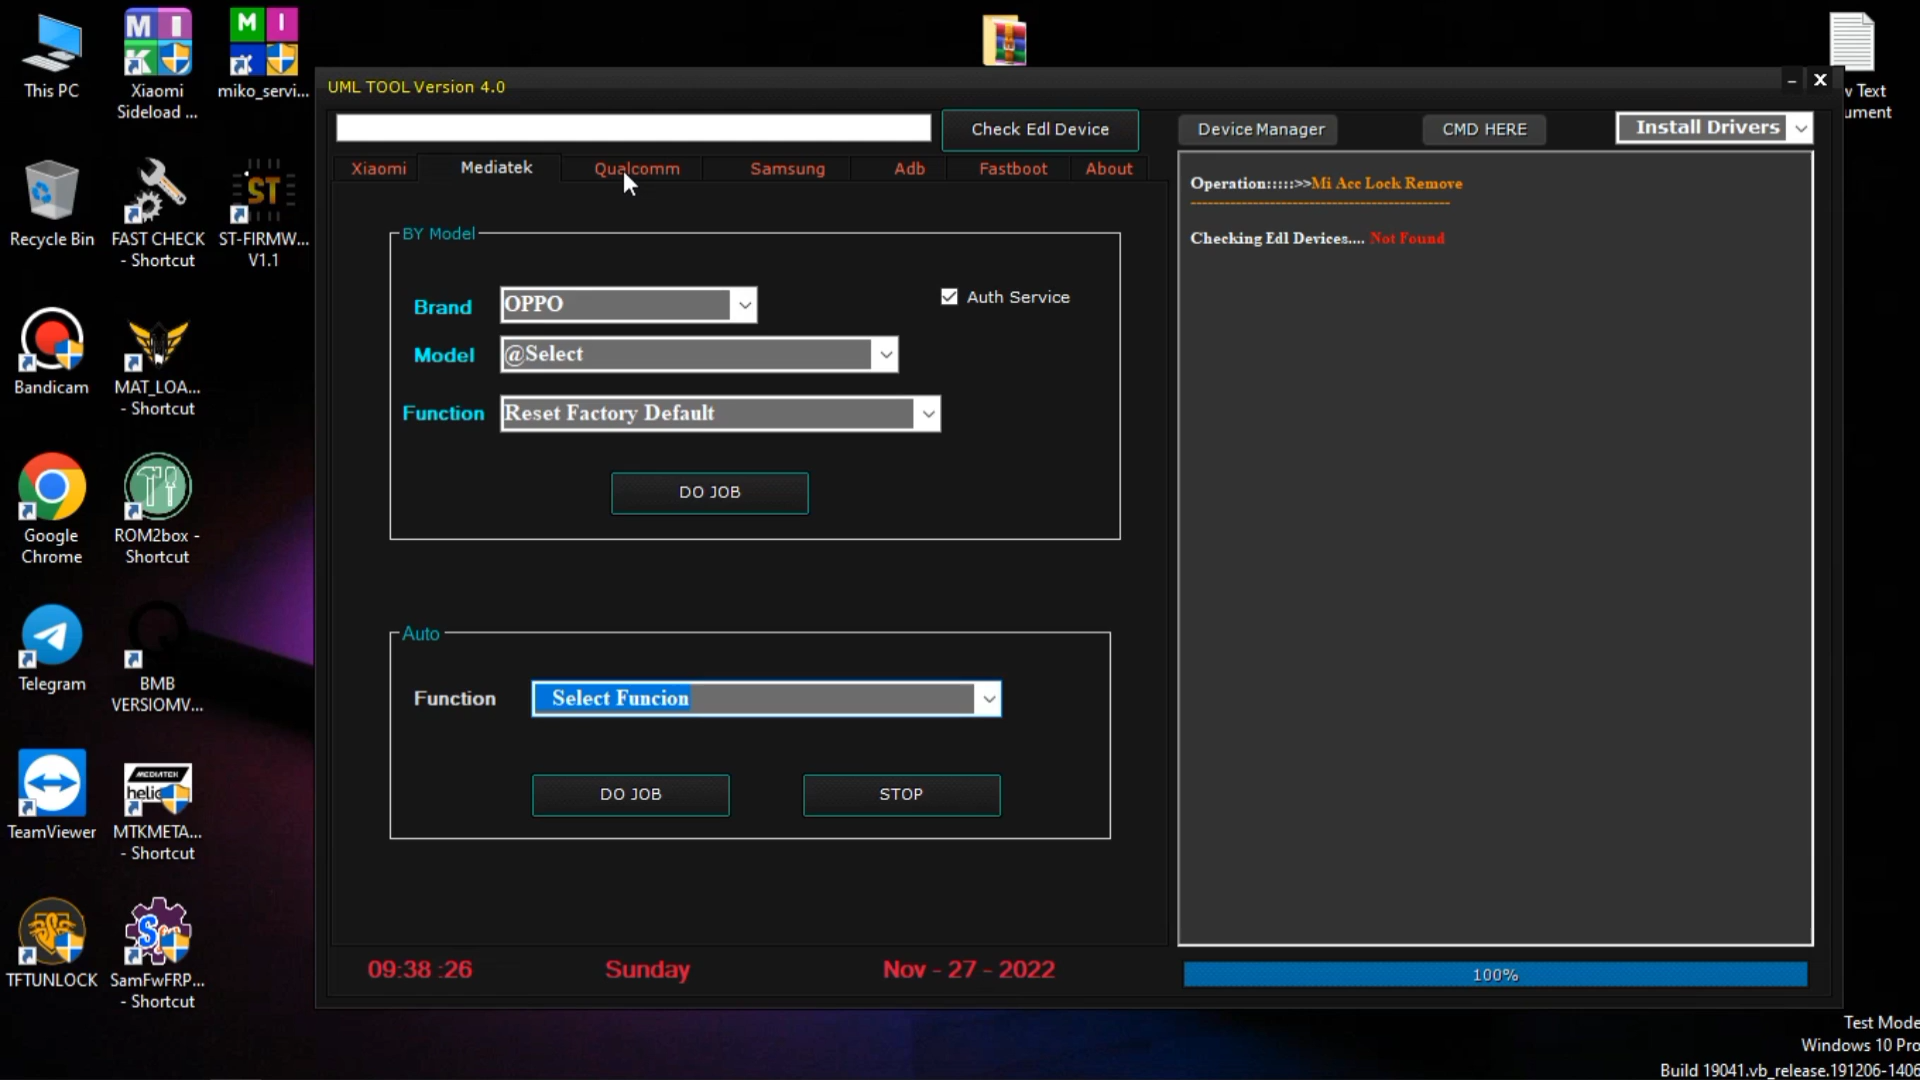 This PC
Xiaomi
Sideload ...
miko_servi...
Recycle Bin
FAST CHECK
- Shortcut
ST-FIRMW...
V1.1
Bandicam
MAT_LOA...
- Shortcut
Google
Chrome
ROM2box -
Shortcut
Telegram
BMB
VERSIOMV...
TeamViewer
MTKMETA...
- Shortcut
TFTUNLOCK
SamFwFRP...
- Shortcut
M I
K
M I
K
ST
MEDIATEK
helio
UML TOOL Version 4.0
Check Edl Device
Device Manager
CMD HERE
Install Drivers
Xiaomi
Mediatek
Qualcomm
Samsung
Adb
Fastboot
About
BY Model
Brand
OPPO
Auth Service
Model
@Select
Function
Reset Factory Default
DO JOB
Auto
Function
Select Funcion
DO JOB
STOP
09:38 :26
Sunday
Nov - 27 - 2022
Operation:::::>>Mi Acc Lock Remove
Checking Edl Devices.... Not Found
100%
v Text
ument
Test Mode
Windows 10 Pro
Build 19041.vb_release.191206-1406